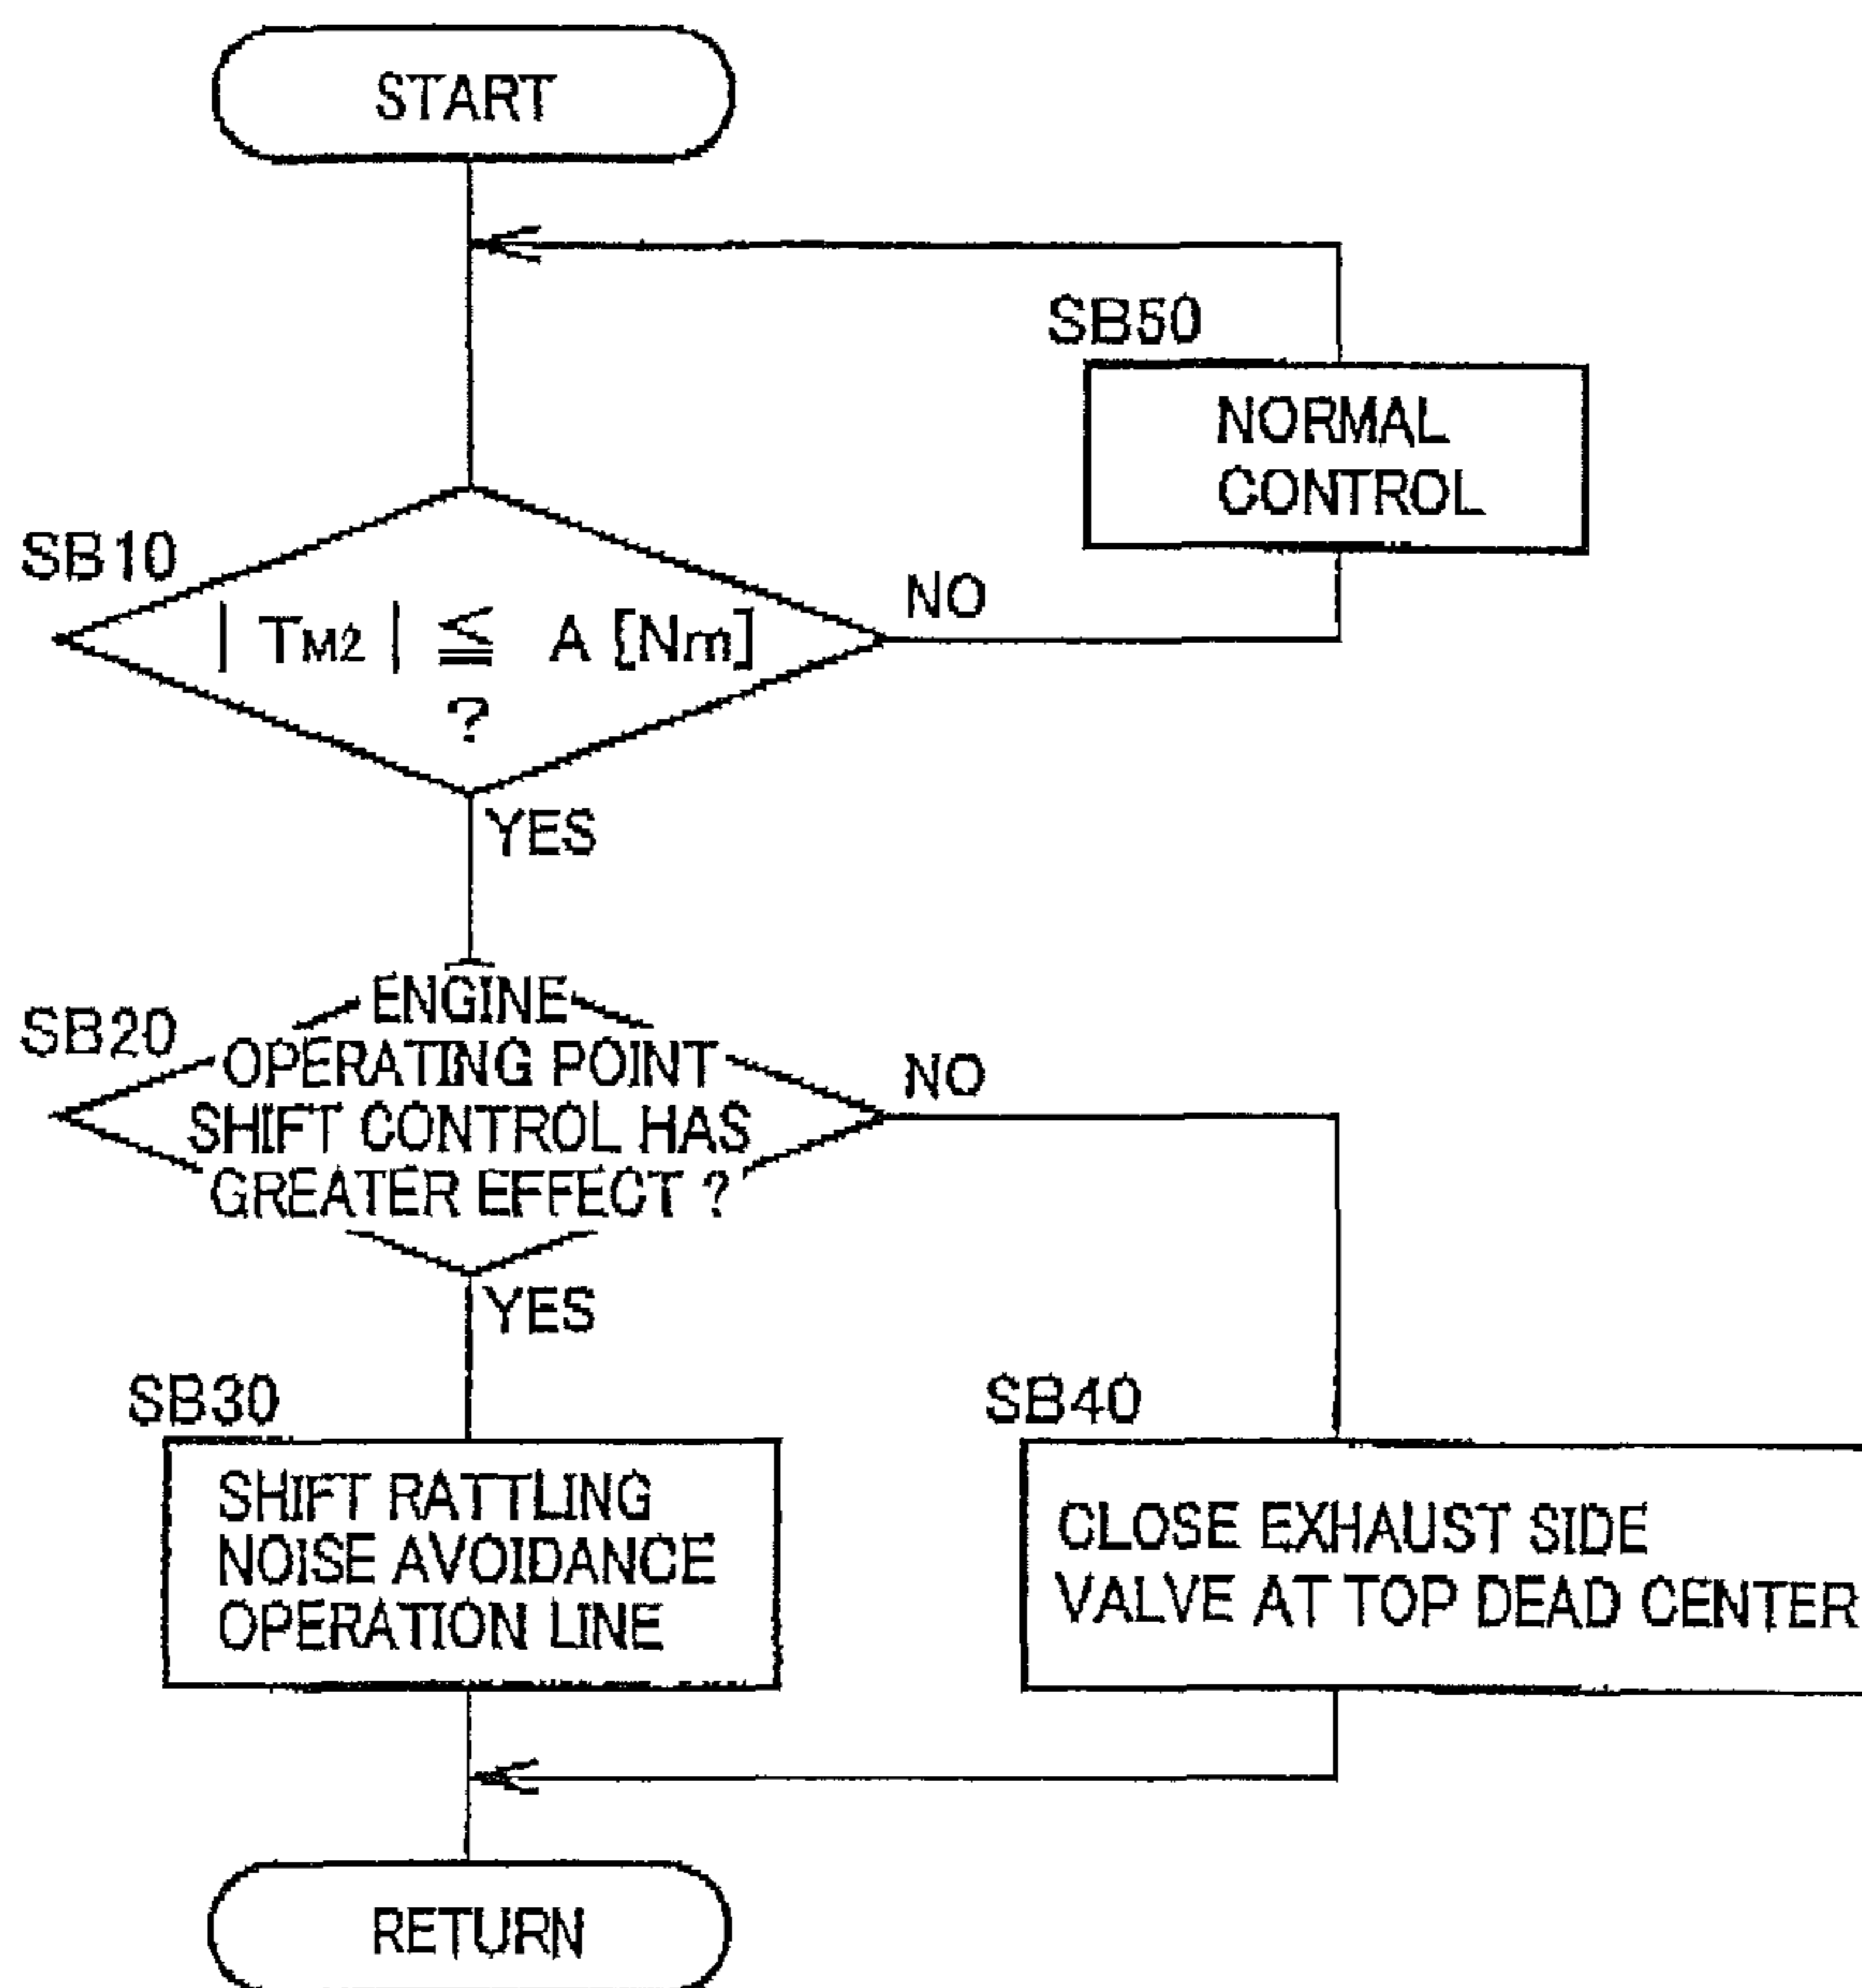 START
SB50
NORMAL
CONTROL
SB10
| TM2 | ≦ A [Nm]
?
NO
YES
SB20
ENGINE
OPERATING POINT
SHIFT CONTROL HAS
GREATER EFFECT ?
NO
YES
SB30
SHIFT RATTLING
NOISE AVOIDANCE
OPERATION LINE
SB40
CLOSE EXHAUST SIDE
VALVE AT TOP DEAD CENTER
RETURN